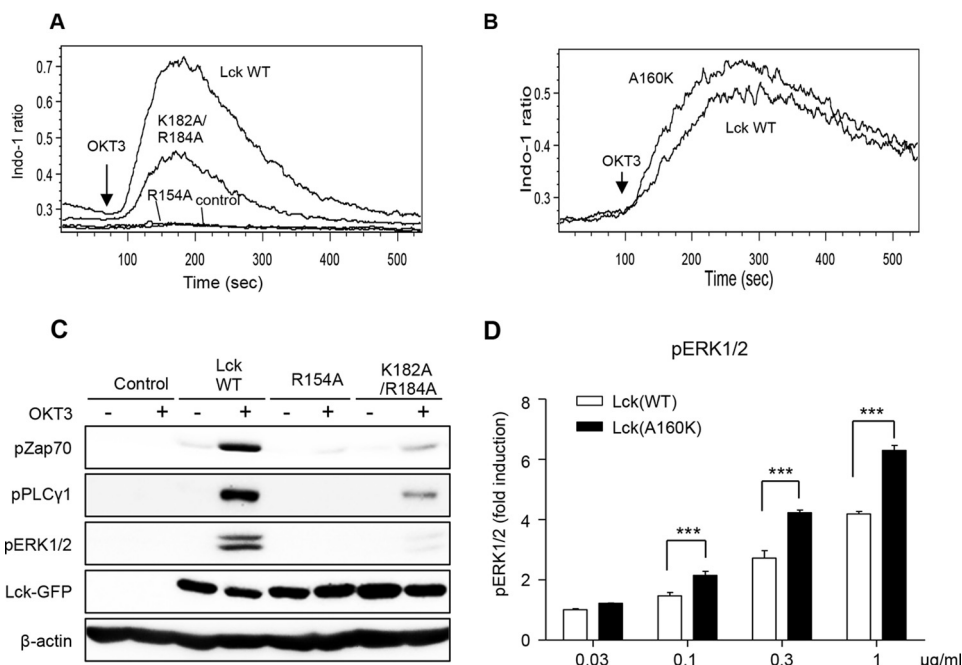 A
0.7
0.6
0.5
0.4
0.3
Indo-1 ratio
OKT3
Lck WT
K182A/
R184A
R154A
control
100 200 300 400 500
Time (sec)
B
0.5
0.4
0.3
Indo-1 ratio
A160K
Lck WT
OKT3
100 200 300 400 500
Time (sec)
C
Control
Lck
WT
R154A
K182A
/R184A
OKT3 - + - + - + - +
pZap70
pPLCγ1
pERK1/2
Lck-GFP
β-actin
D
pERK1/2
Lck(WT)
Lck(A160K)
pERK1/2 (fold induction)
8
6
4
2
0
***
***
***
0.03 0.1 0.3 1 µg/ml